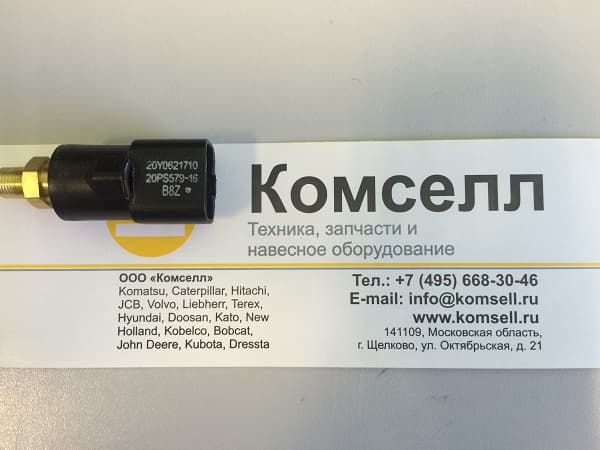 20Y0621710
20PS579-16
B8Z
Комселл
Техника, запчасти и
навесное оборудование
ООО «Комселл»
Komatsu, Caterpillar, Hitachi,
JCB, Volvo, Liebherr, Terex,
Hyundai, Doosan, Kato, New
Holland, Kobelco, Bobcat,
John Deere, Kubota, Dressta
Тел.: +7 (495) 668-30-46
E-mail: info@komsell.ru
www.komsell.ru
141109, Московская область,
г. Щелково, ул. Октябрьская, д. 21